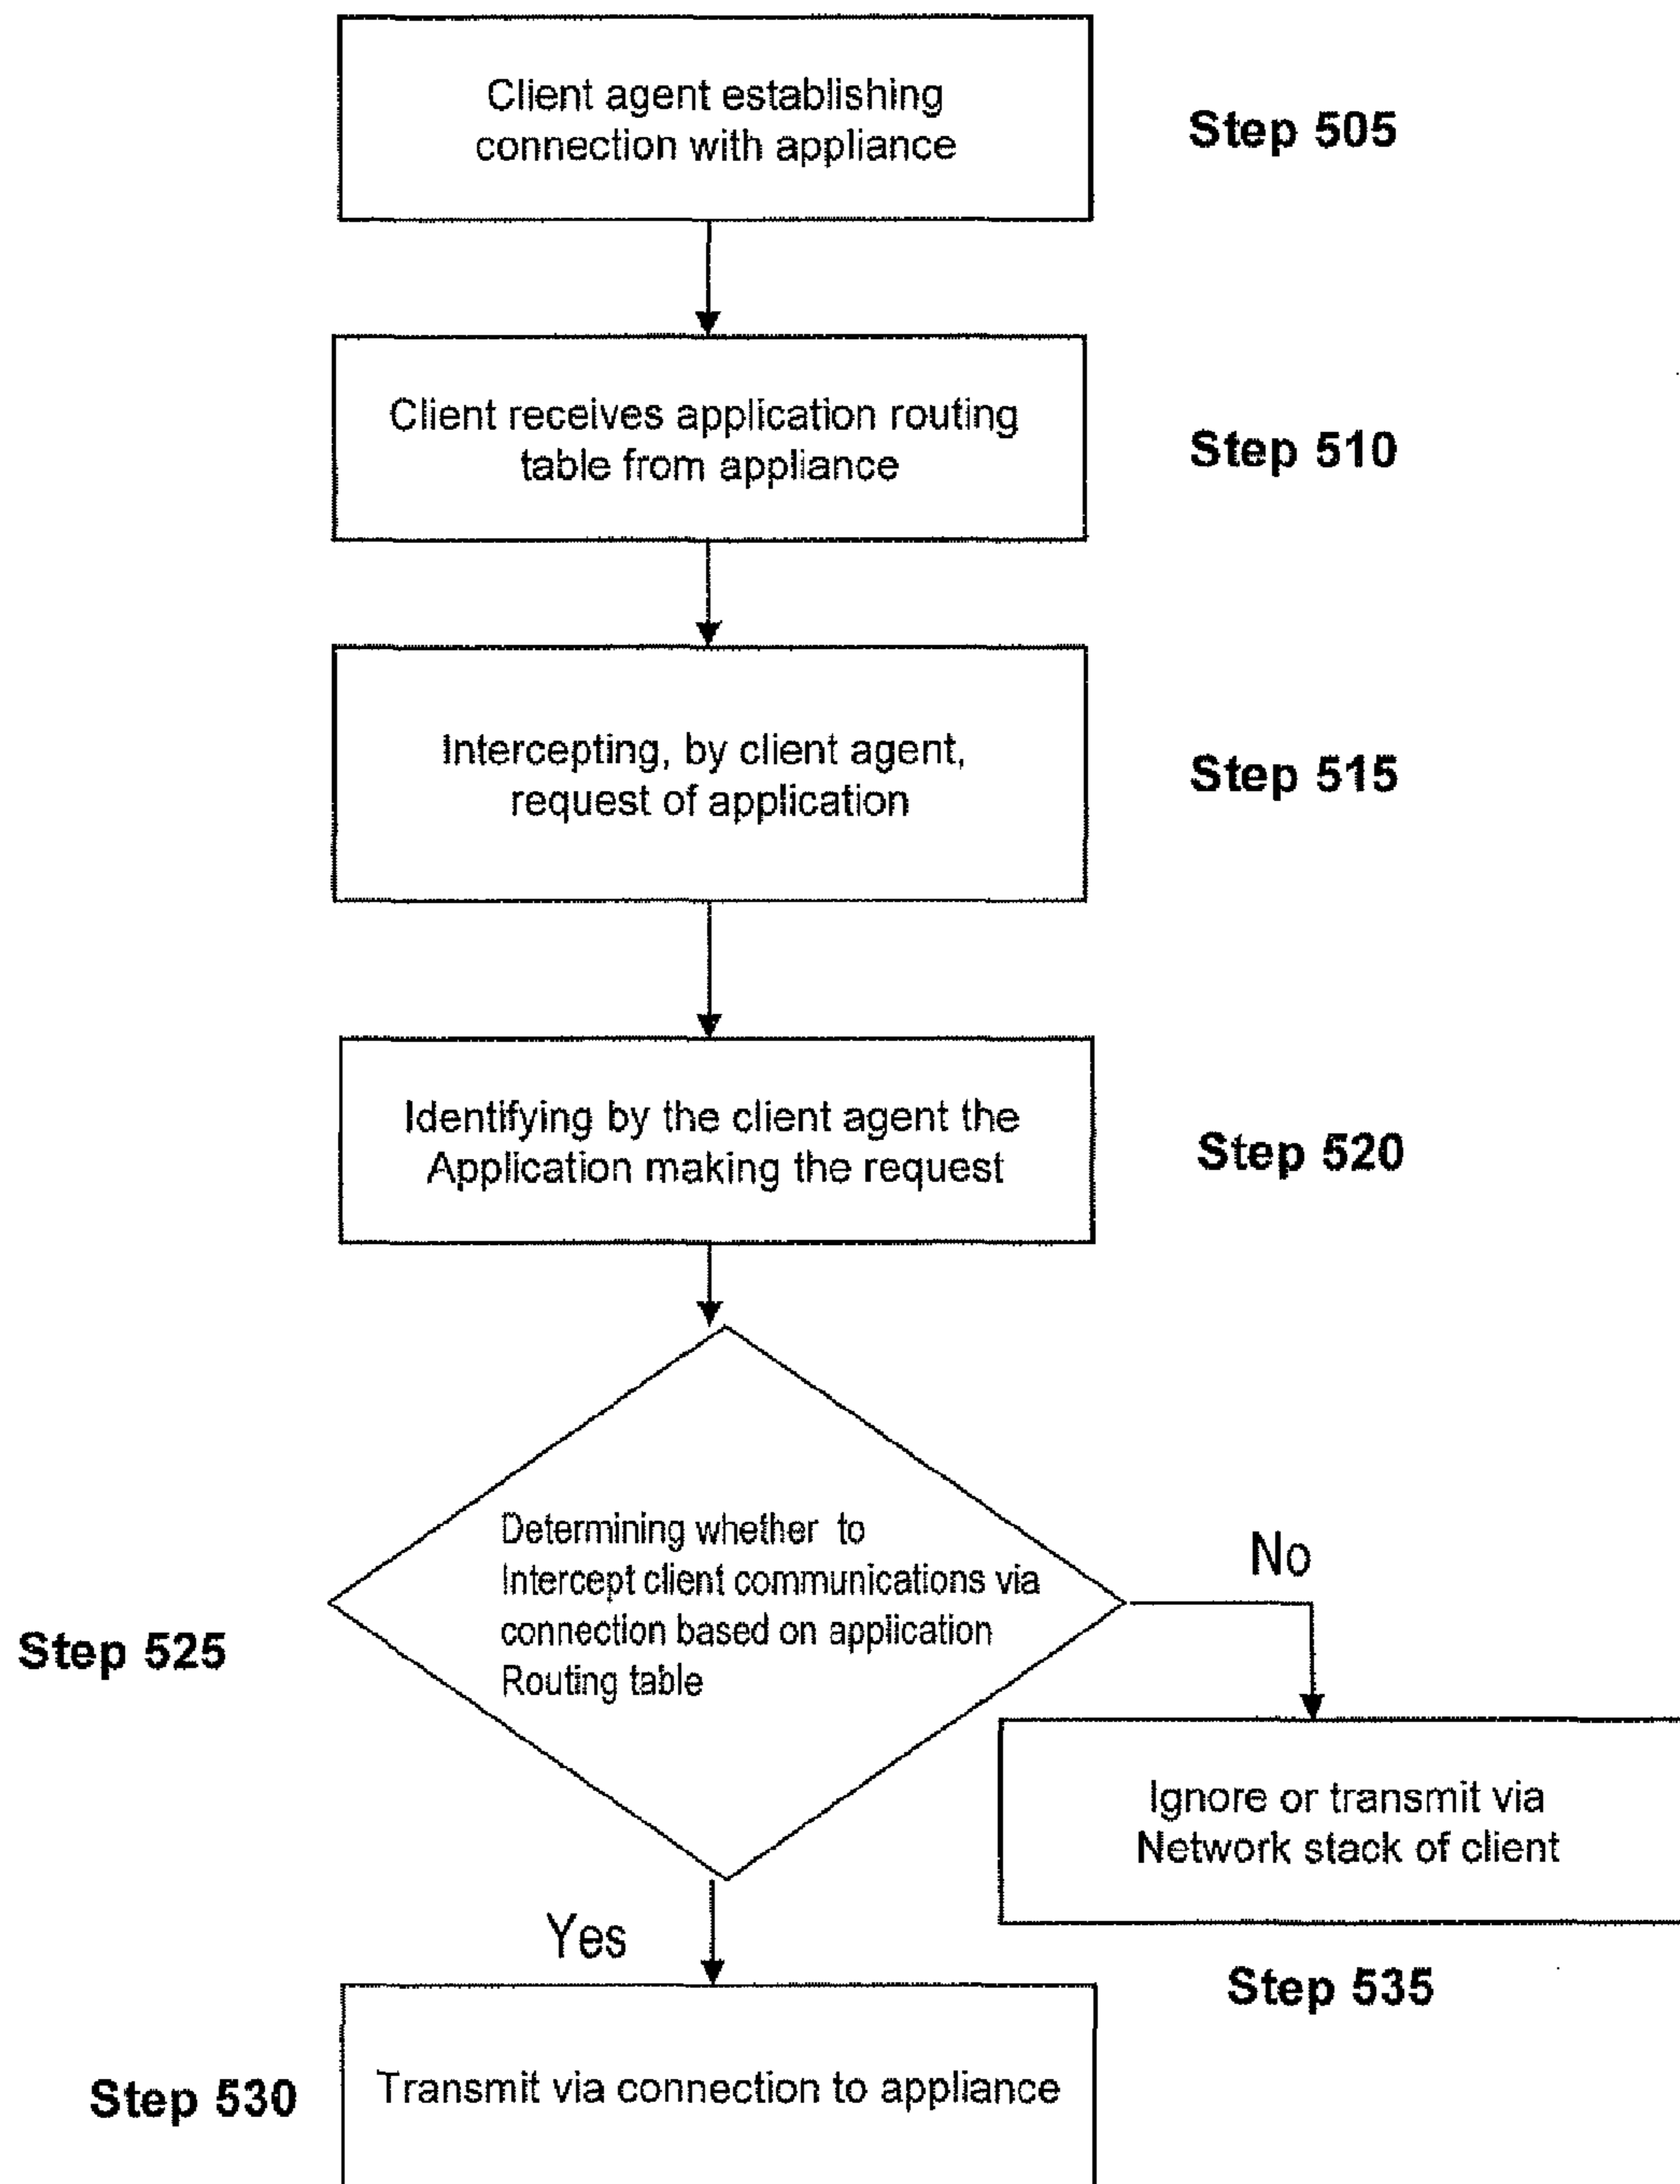 Client agent establishing
connection with appliance
Step 505
Client receives application routing
table from appliance
Step 510
Intercepting, by client agent,
request of application
Step 515
Identifying by the client agent the
Application making the request
Step 520
Determining whether to
Intercept client communications via
connection based on application
Routing table
Step 525
No
Ignore or transmit via
Network stack of client
Step 535
Yes
Transmit via connection to appliance
Step 530